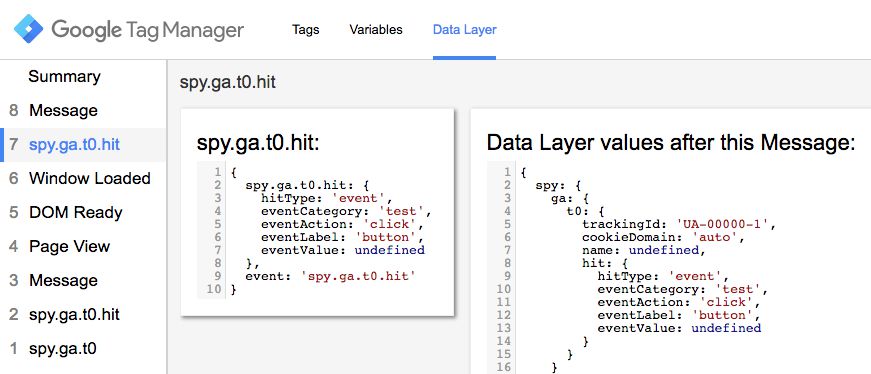 Google Tag Manager
Tags Variables Data Layer
Summary
8 Message
7 spy.ga.t0.hit
6 Window Loaded
5 DOM Ready
4 Page View
3 Message
2 spy.ga.t0.hit
1 spy.ga.t0
spy.ga.t0.hit
spy.ga.t0.hit:
1 {
2 spy.ga.t0.hit: {
3 hitType: 'event',
4 eventCategory: 'test',
5 eventAction: 'click',
6 eventLabel: 'button',
7 eventValue: undefined
8 },
9 event: 'spy.ga.t0.hit'
10 }
Data Layer values after this Message:
1 {
2 spy: {
3 ga: {
4 t0: {
5 trackingId: 'UA-00000-1',
6 cookieDomain: 'auto',
7 name: undefined,
8 hit: {
9 hitType: 'event',
10 eventCategory: 'test',
11 eventAction: 'click',
12 eventLabel: 'button',
13 eventValue: undefined
14 }
15 }
16 }